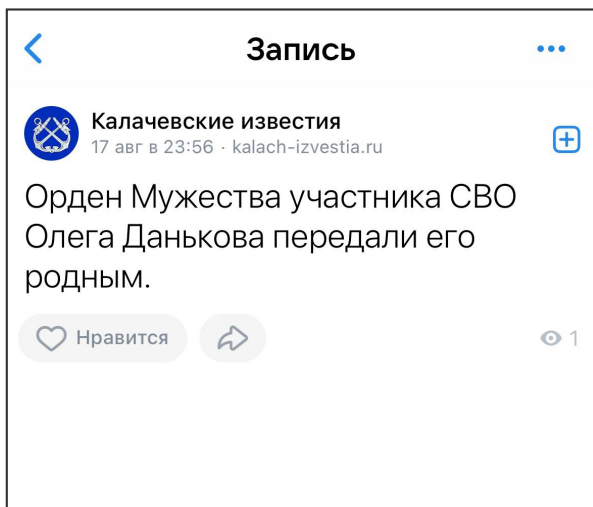 Запись
Калачевские известия
17 авг в 23:56 · kalach-izvestia.ru
Орден Мужества участника СВО
Олега Данькова передали его
родным.
Нравится
1